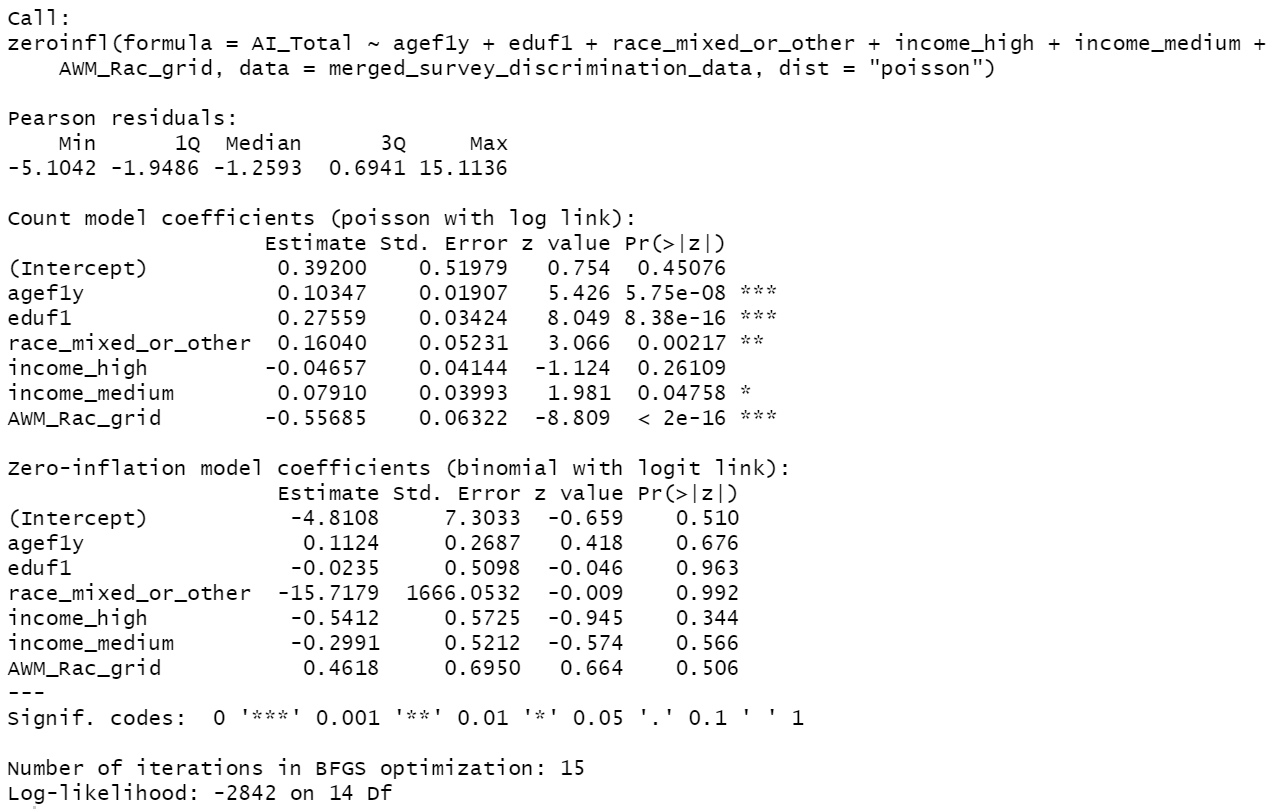 Call:
zeroinfl(formula = AI_Total ~ agef1y + eduf1 + race_mixed_or_other + income_high + income_medium +
    AWM_Rac_grid, data = merged_survey_discrimination_data, dist = "poisson")

Pearson residuals:
    Min      1Q  Median      3Q     Max
-5.1042 -1.9486 -1.2593  0.6941 15.1136

Count model coefficients (poisson with log link):
                    Estimate Std. Error z value Pr(>|z|)
(Intercept)          0.39200    0.51979   0.754  0.45076
agef1y               0.10347    0.01907   5.426 5.75e-08 ***
eduf1                0.27559    0.03424   8.049 8.38e-16 ***
race_mixed_or_other  0.16040    0.05231   3.066  0.00217 **
income_high         -0.04657    0.04144  -1.124  0.26109
income_medium        0.07910    0.03993   1.981  0.04758 *
AWM_Rac_grid        -0.55685    0.06322  -8.809  < 2e-16 ***

Zero-inflation model coefficients (binomial with logit link):
                     Estimate Std. Error z value Pr(>|z|)
(Intercept)           -4.8108     7.3033  -0.659    0.510
agef1y                 0.1124     0.2687   0.418    0.676
eduf1                 -0.0235     0.5098  -0.046    0.963
race_mixed_or_other  -15.7179  1666.0532  -0.009    0.992
income_high           -0.5412     0.5725  -0.945    0.344
income_medium         -0.2991     0.5212  -0.574    0.566
AWM_Rac_grid           0.4618     0.6950   0.664    0.506
---
Signif. codes:  0 '***' 0.001 '**' 0.01 '*' 0.05 '.' 0.1 ' ' 1

Number of iterations in BFGS optimization: 15
Log-likelihood: -2842 on 14 Df